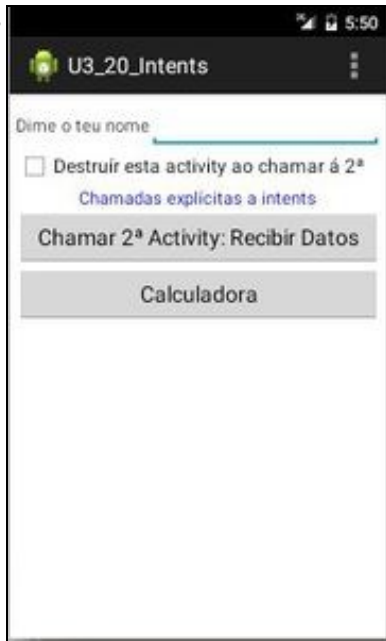 5:50
U3_20_Intents
Dime o teu nome
Destruír esta activity ao chamar á 2ª
Chamadas explícitas a intents
Chamar 2ª Activity: Recibir Datos
Calculadora